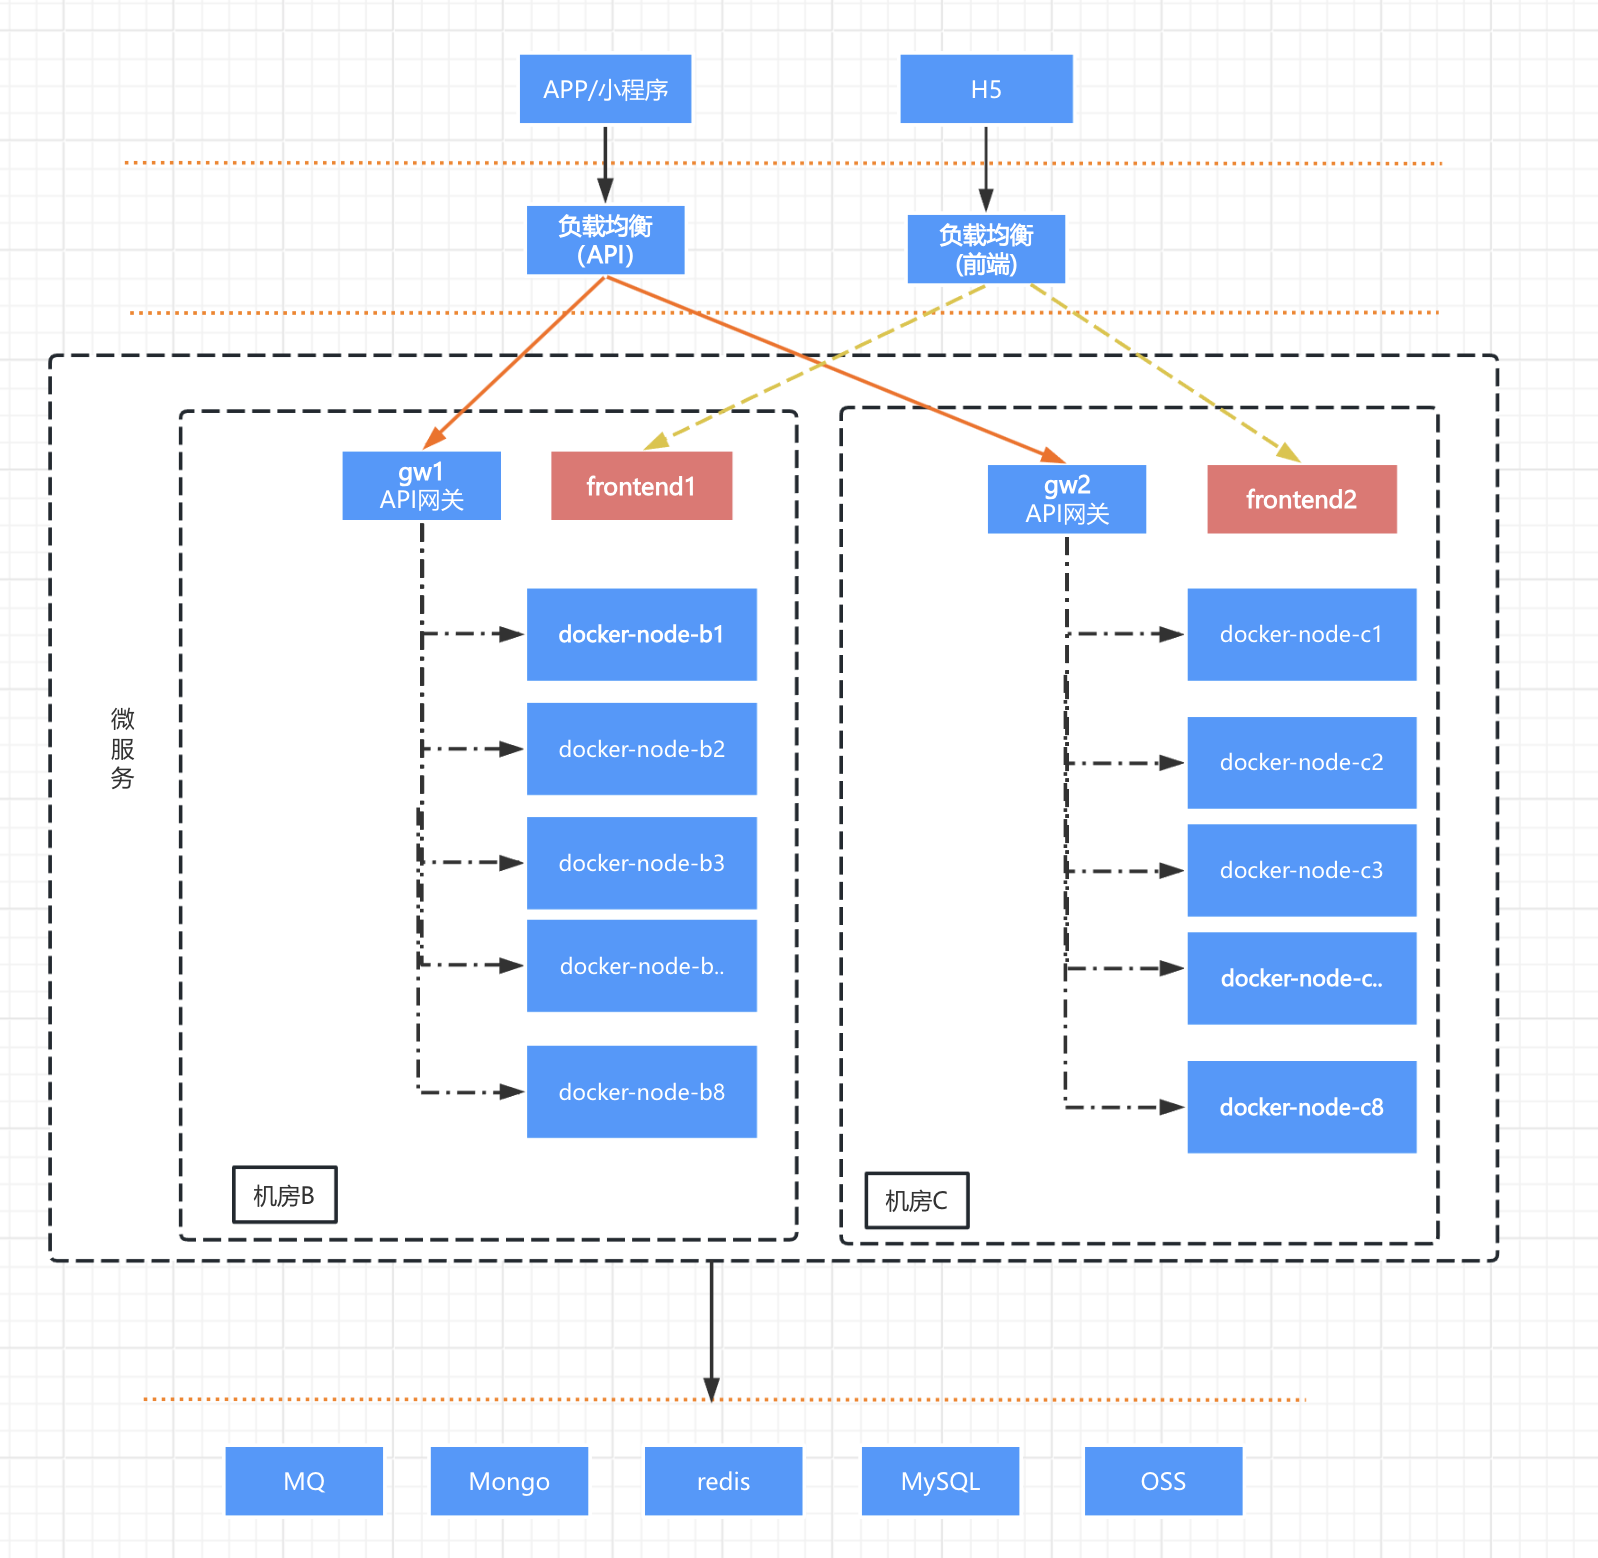 APP/小程序
H5
负载均衡
（API）
负载均衡
(前端)
gw1
API网关
frontend1
gw2
API网关
frontend2
docker-node-b1
docker-node-c1
docker-node-b2
docker-node-c2
微
服
务
docker-node-b3
docker-node-c3
docker-node-b..
docker-node-c..
docker-node-b8
docker-node-c8
机房B
机房C
MQ
Mongo
redis
MySQL
OSS